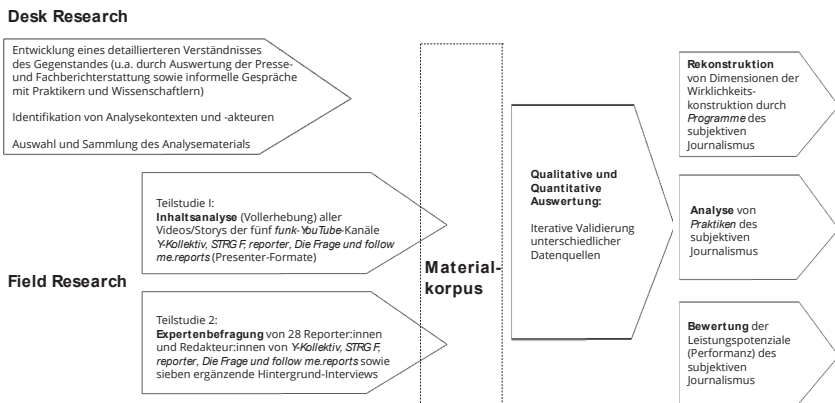 Desk Research
Entwicklung eines detaillierteren Verständnisses
des Gegenstandes (u.a. durch Auswertung der Presse-
und Fachberichterstattung sowie informelle Gespräche
mit Praktikern und Wissenschaftlern)
Identifikation von Analysekontexten und -akteuren
Auswahl und Sammlung des Analysematerials
Field Research
Teilstudie I:
Inhaltsanalyse (Vollerhebung) aller
Videos/Storys der fünf funk-YouTube-Kanäle
Y-Kollektiv, STRG F, reporter, Die Frage und follow
me.reports (Presenter-Formate)
Teilstudie 2:
Expertenbefragung von 28 Reporter:innen
und Redakteur:innen von Y-Kollektiv, STRG F,
reporter, Die Frage und follow me.reports sowie
sieben ergänzende Hintergrund-Interviews
Material-
korpus
Qualitative und
Quantitative
Auswertung:
Iterative Validierung
unterschiedlicher
Datenquellen
Rekonstruktion
von Dimensionen der
Wirklichkeits-
konstruktion durch
Programme des
subjektiven
Journalismus
Analyse von
Praktiken des
subjektiven
Journalismus
Bewertung der
Leistungspotenziale
(Performanz) des
subjektiven
Journalismus